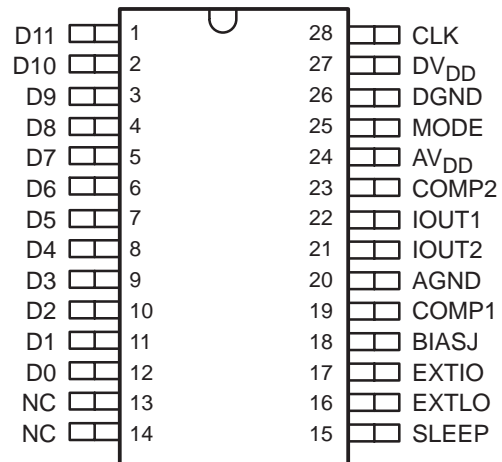 D11 1 28 CLK
D10 2 27 DVDD
D9 3 26 DGND
D8 4 25 MODE
D7 5 24 AVDD
D6 6 23 COMP2
D5 7 22 IOUT1
D4 8 21 IOUT2
D3 9 20 AGND
D2 10 19 COMP1
D1 11 18 BIASJ
D0 12 17 EXTIO
NC 13 16 EXTLO
NC 14 15 SLEEP